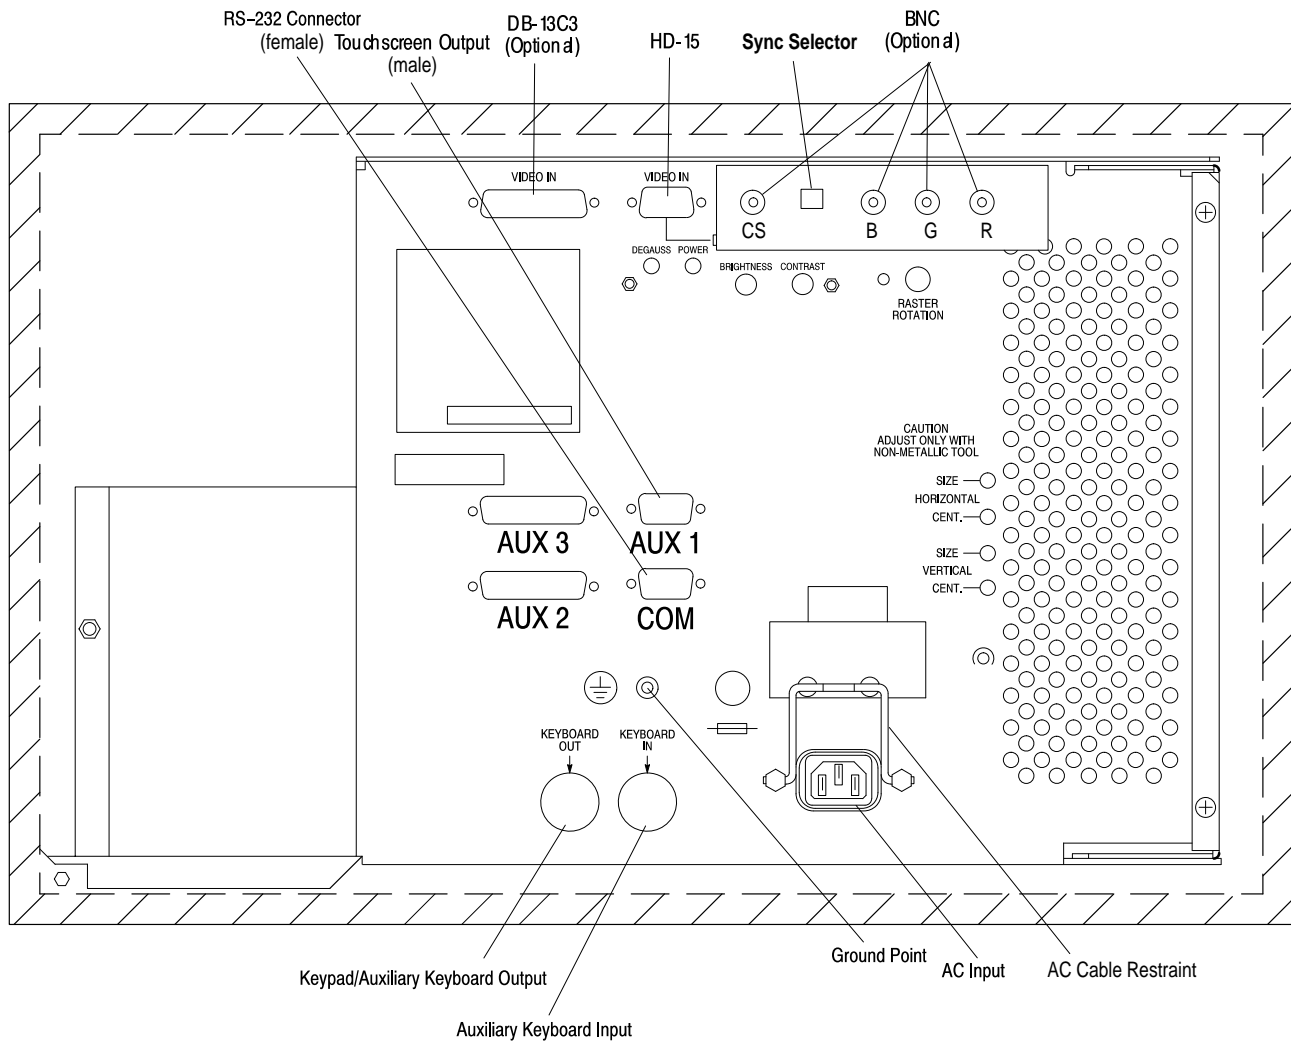 RS-232 Connector
(female)
Touchscreen Output
(male)
DB-13C3
(Optional)
HD-15
Sync Selector
BNC
(Optional)
VIDEO IN
VIDEO IN
CS
B
G
R
DEGAUSS
POWER
BRIGHTNESS
CONTRAST
RASTER
ROTATION
CAUTION
ADJUST ONLY WITH
NON-METALLIC TOOL
SIZE
HORIZONTAL
CENT.
SIZE
VERTICAL
CENT.
AUX 3
AUX 1
AUX 2
COM
KEYBOARD
OUT
KEYBOARD
IN
Ground Point
AC Input
AC Cable Restraint
Keypad/Auxiliary Keyboard Output
Auxiliary Keyboard Input